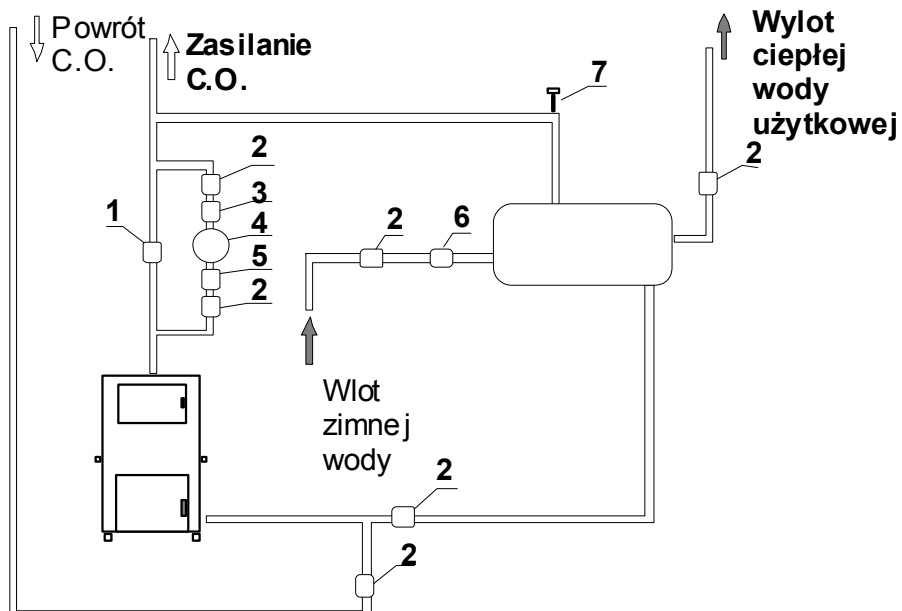 Powrót
C.O.
Zasilanie
C.O.
Wylot
ciepłej
wody
użytkowej
7
2
2
3
1
4
2
6
5
2
Wlot
zimnej
wody
2
2